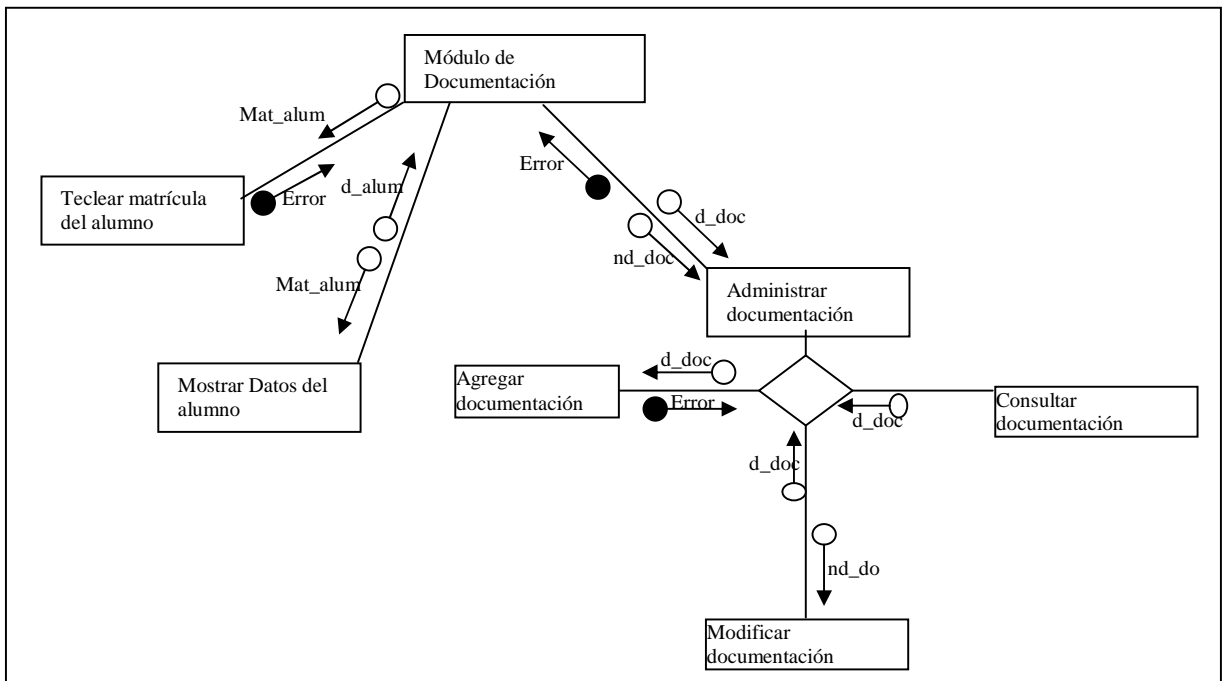 Módulo de
Documentación
Mat_alum
Error
d_alum
Error
d_doc
Teclear matrícula
del alumno
nd_doc
Mat_alum
Administrar
documentación
Mostrar Datos del
alumno
d_doc
Agregar
documentación
Error
d_doc
Consultar
documentación
d_doc
nd_do
Modificar
documentación